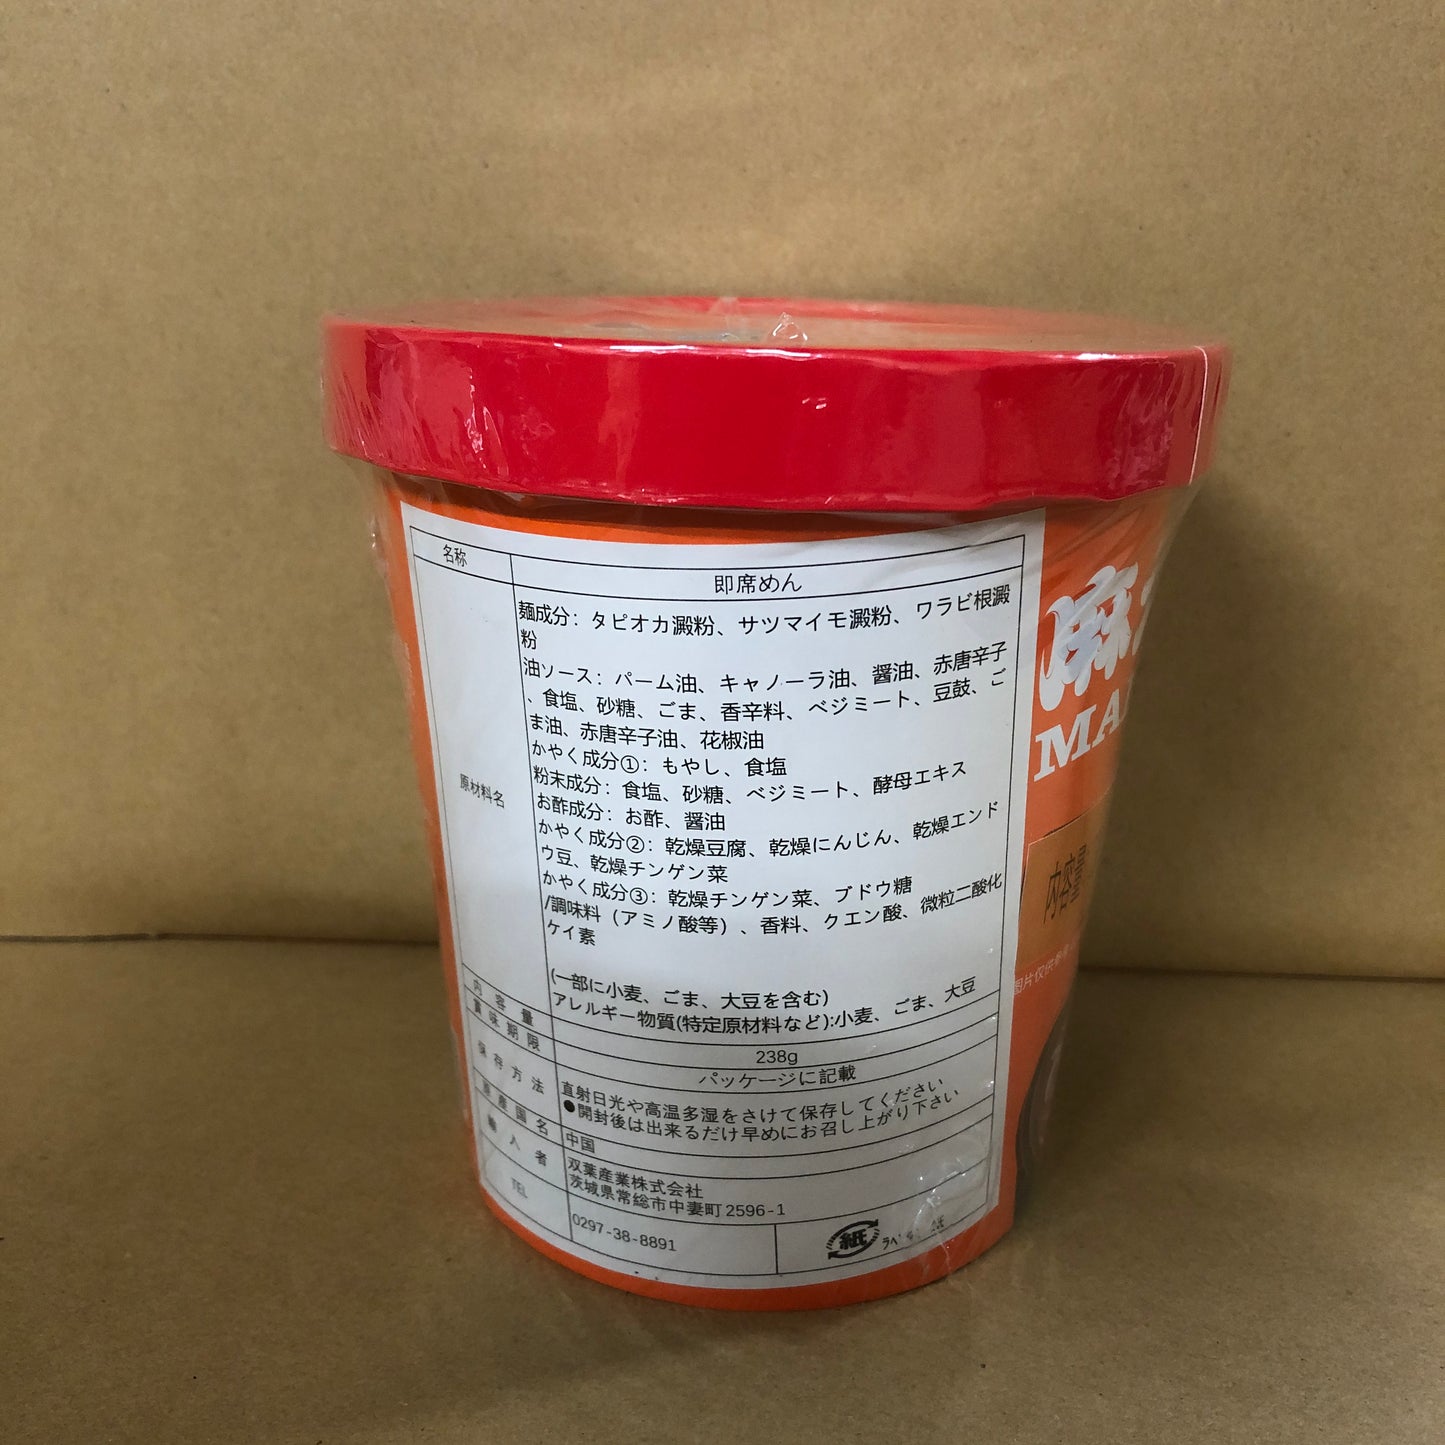 名称
即席めん
原材料名
麺成分：タピオカ澱粉、サツマイモ澱粉、ワラビ根澱
粉
油ソース：パーム油、キャノーラ油、醤油、赤唐辛子
、食塩、砂糖、ごま、香辛料、ベジミート、豆鼓、ご
ま油、赤唐辛子油、花椒油
かやく成分①：もやし、食塩
粉末成分：食塩、砂糖、ベジミート、酵母エキス
お酢成分：お酢、醤油
かやく成分②：乾燥豆腐、乾燥にんじん、乾燥エンド
ウ豆、乾燥チンゲン菜
かやく成分③：乾燥チンゲン菜、ブドウ糖
/調味料（アミノ酸等）、香料、クエン酸、微粒二酸化
ケイ素
(一部に小麦、ごま、大豆を含む)
アレルギー物質(特定原材料など):小麦、ごま、大豆
内容量
238g
賞味期限
パッケージに記載
保存方法
直射日光や高温多湿をさけて保存してください
●開封後は出来るだけ早めにお召し上がり下さい
原産国名
中国
輸入者
双葉産業株式会社
茨城県常総市中妻町2596-1
TEL
0297-38-8891
紙
麻
MA
内容量
图片仅供参